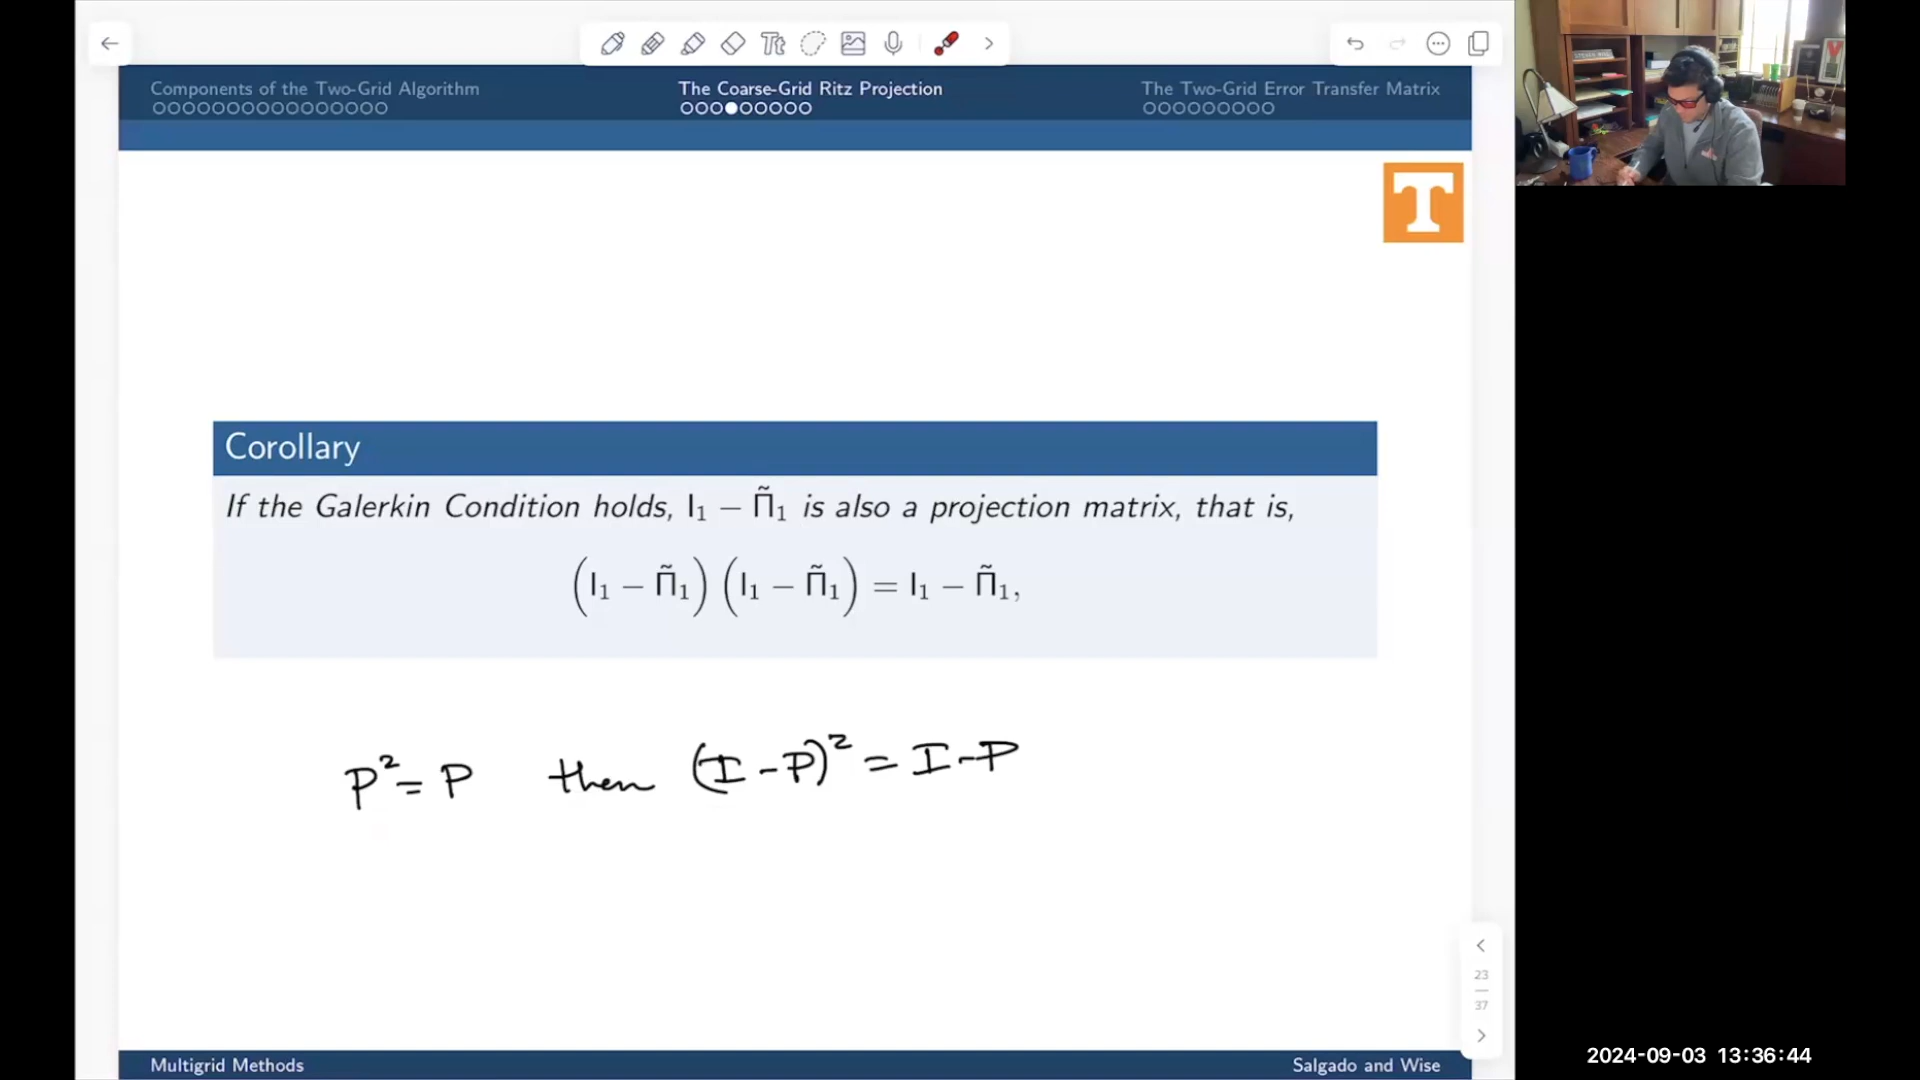 Tt
Components of the Two-Grid Algorithm
The Coarse-Grid Ritz Projection
The Two-Grid Error Transfer Matrix
T
Corollary
If the Galerkin Condition holds, I₁ − Π̃₁ is also a projection matrix, that is,
(I₁ − Π̃₁) (I₁ − Π̃₁) = I₁ − Π̃₁,
P² = P then (I − P)² = I − P
23
37
Multigrid Methods
Salgado and Wise
2024-09-03 13:36:44